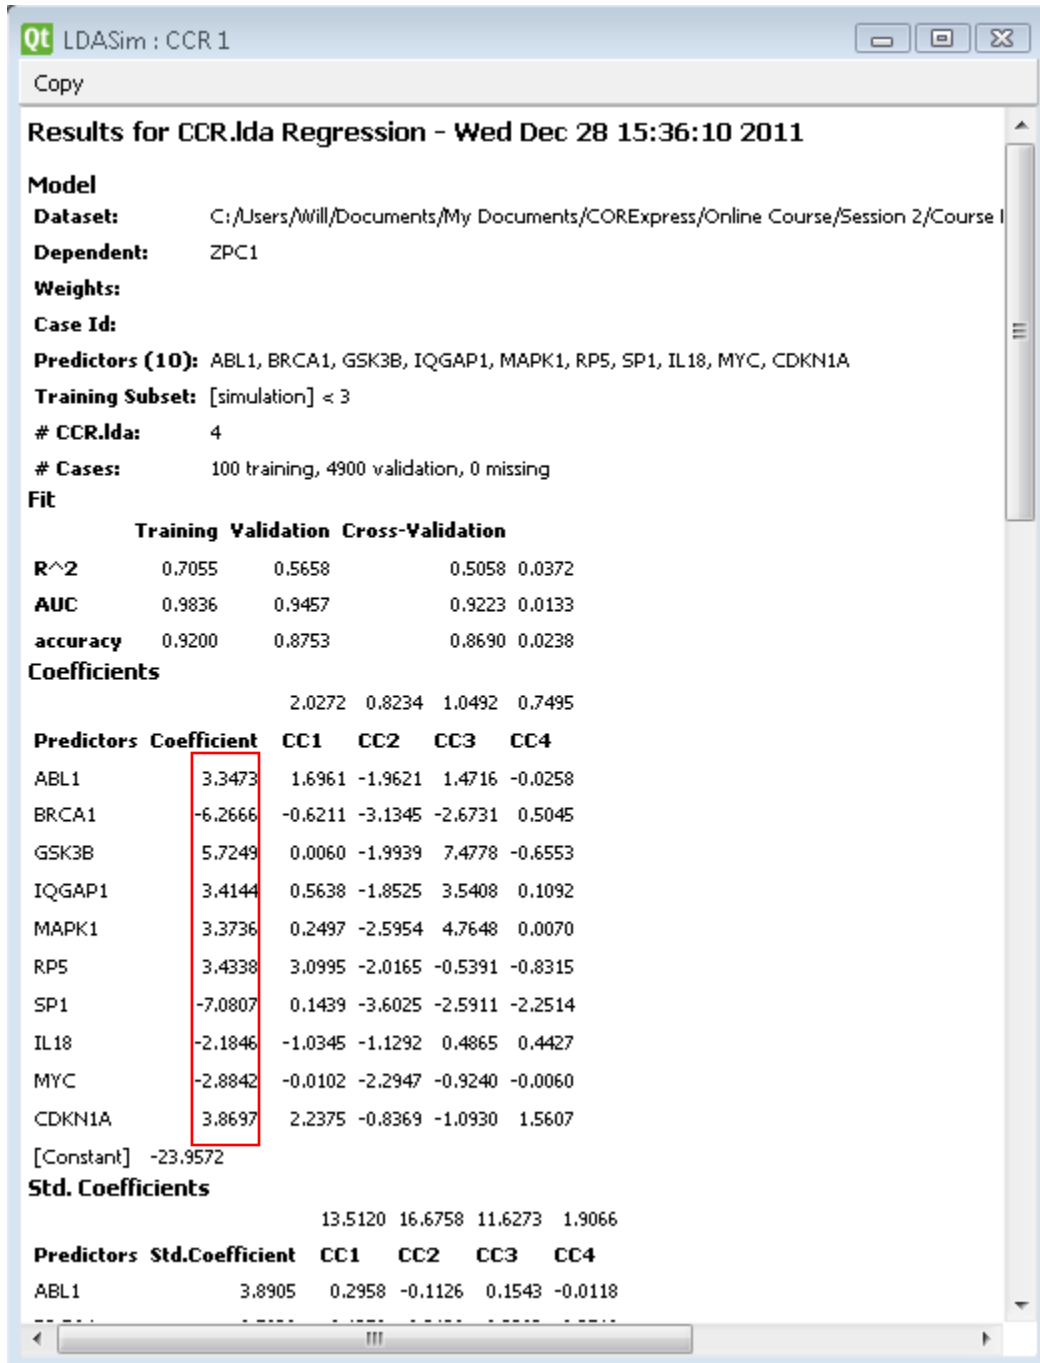 Qt LDASim : CCR 1
Copy
Results for CCR.lda Regression - Wed Dec 28 15:36:10 2011
Model
Dataset: C:/Users/Will/Documents/My Documents/CORExpress/Online Course/Session 2/Course
Dependent: ZPC1
Weights:
Case Id:
Predictors (10): ABL1, BRCA1, GSK3B, IQGAP1, MAPK1, RP5, SP1, IL18, MYC, CDKN1A
Training Subset: [simulation] < 3
# CCR.lda: 4
# Cases: 100 training, 4900 validation, 0 missing
Fit
Training Validation Cross-Validation
R^2 0.7055 0.5658 0.5058 0.0372
AUC 0.9836 0.9457 0.9223 0.0133
accuracy 0.9200 0.8753 0.8690 0.0238
Coefficients
2.0272 0.8234 1.0492 0.7495
Predictors Coefficient CC1 CC2 CC3 CC4
ABL1 3.3473 1.6961 -1.9621 1.4716 -0.0258
BRCA1 -6.2666 -0.6211 -3.1345 -2.6731 0.5045
GSK3B 5.7249 0.0060 -1.9939 7.4778 -0.6553
IQGAP1 3.4144 0.5638 -1.8525 3.5408 0.1092
MAPK1 3.3736 0.2497 -2.5954 4.7648 0.0070
RP5 3.4338 3.0995 -2.0165 -0.5391 -0.8315
SP1 -7.0807 0.1439 -3.6025 -2.5911 -2.2514
IL18 -2.1846 -1.0345 -1.1292 0.4865 0.4427
MYC -2.8842 -0.0102 -2.2947 -0.9240 -0.0060
CDKN1A 3.8697 2.2375 -0.8369 -1.0930 1.5607
[Constant] -23.9572
Std. Coefficients
13.5120 16.6758 11.6273 1.9066
Predictors Std.Coefficient CC1 CC2 CC3 CC4
ABL1 3.8905 0.2958 -0.1126 0.1543 -0.0118